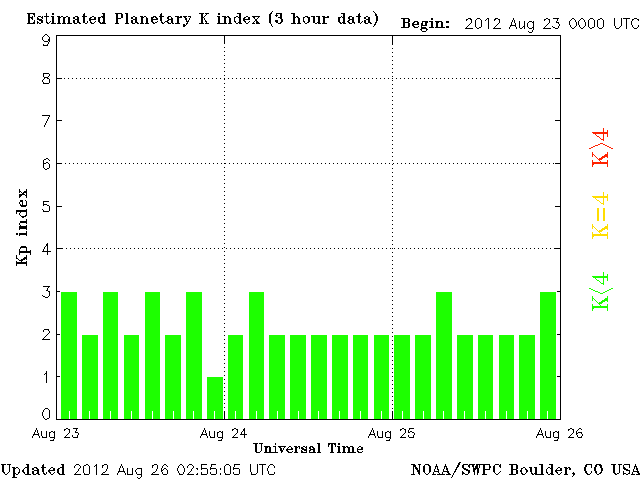 Estimated Planetary K index (3 hour data) Begin: 2012 Aug 23 0000 UTC
9
8
7
6
5
4
3
2
1
0
Kp index
K>4
K=4
K<4
Aug 23 Aug 24 Aug 25 Aug 26
Universal Time
Updated 2012 Aug 26 02:55:05 UTC NOAA/SWPC Boulder, CO USA